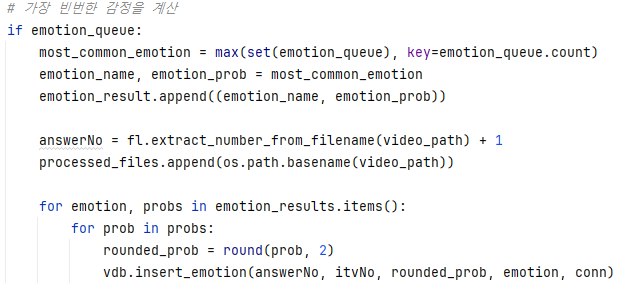 # 가장 빈번한 감정을 계산
if emotion_queue:
    most_common_emotion = max(set(emotion_queue), key=emotion_queue.count)
    emotion_name, emotion_prob = most_common_emotion
    emotion_result.append((emotion_name, emotion_prob))

    answerNo = fl.extract_number_from_filename(video_path) + 1
    processed_files.append(os.path.basename(video_path))

    for emotion, probs in emotion_results.items():
        for prob in probs:
            rounded_prob = round(prob, 2)
            vdb.insert_emotion(answerNo, itvNo, rounded_prob, emotion, conn)